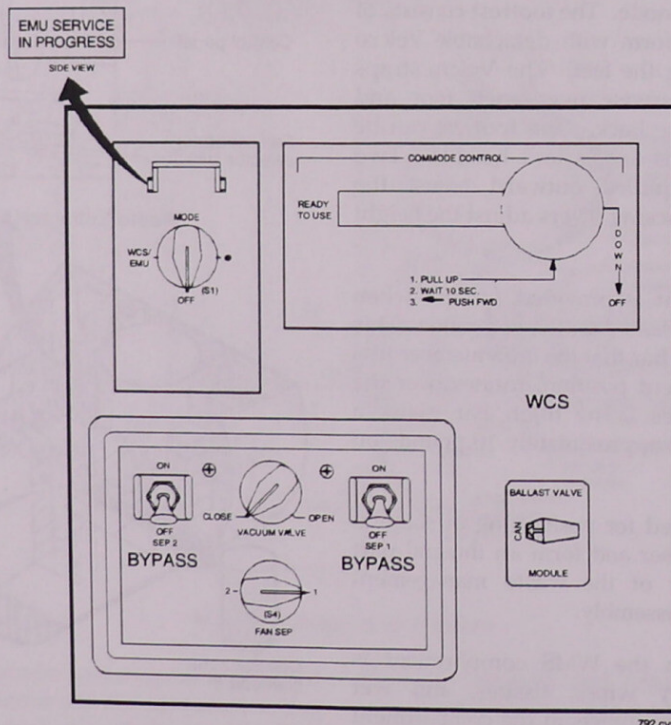 EMU SERVICE
IN PROGRESS
SIDE VIEW
MODE
WCS/
EMU
OFF
(S1)
COMMODE CONTROL
READY
TO USE
DOWN
OFF
1. PULL UP
2. WAIT 10 SEC.
3. PUSH FWD
WCS
ON
OFF
SEP 2
BYPASS
CLOSE
OPEN
VACUUM VALVE
ON
OFF
SEP 1
BYPASS
2
1
(S4)
FAN SEP
BALLAST VALVE
CAN
MODULE